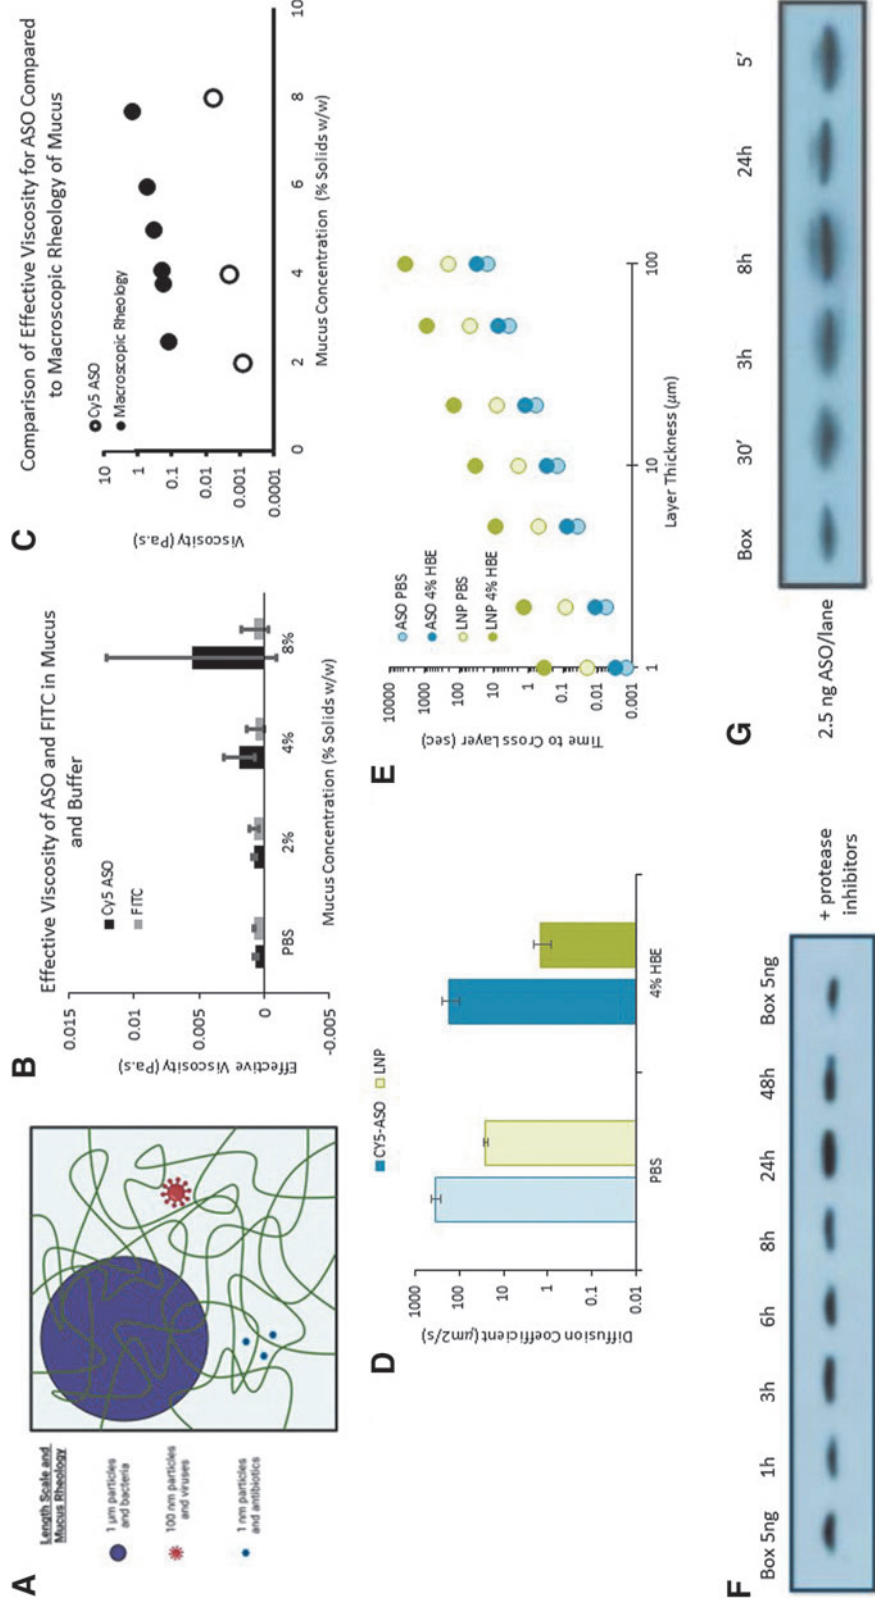 A
Length Scale and
Mucus Rheology
1 µm particles
and bacteria
100 nm particles
and viruses
1 nm particles
and antibiotics
B
Effective Viscosity of ASO and FITC in Mucus
and Buffer
Cy5 ASO
FITC
0.015
0.01
0.005
0
-0.005
Effective Viscosity (Pa.s)
PBS
2%
4%
8%
Mucus Concentration (% Solids w/w)
C
Comparison of Effective Viscosity for ASO Compared
to Macroscopic Rheology of Mucus
Cy5 ASO
Macroscopic Rheology
10
1
0.1
0.01
0.001
0.0001
Viscosity (Pa.s)
0
2
4
6
8
10
Mucus Concentration (% Solids w/w)
D
CY5-ASO
LNP
1000
100
10
1
0.1
0.01
Diffusion Coefficient (µm2/s)
PBS
4% HBE
E
ASO PBS
ASO 4% HBE
LNP PBS
LNP 4% HBE
10000
1000
100
10
1
0.1
0.01
0.001
Time to Cross Layer (sec)
1
10
100
Layer Thickness (µm)
F
Box 5ng
1h
3h
6h
8h
24h
48h
Box 5ng
+ protease
inhibitors
G
2.5 ng ASO/lane
Box
30'
3h
8h
24h
5'